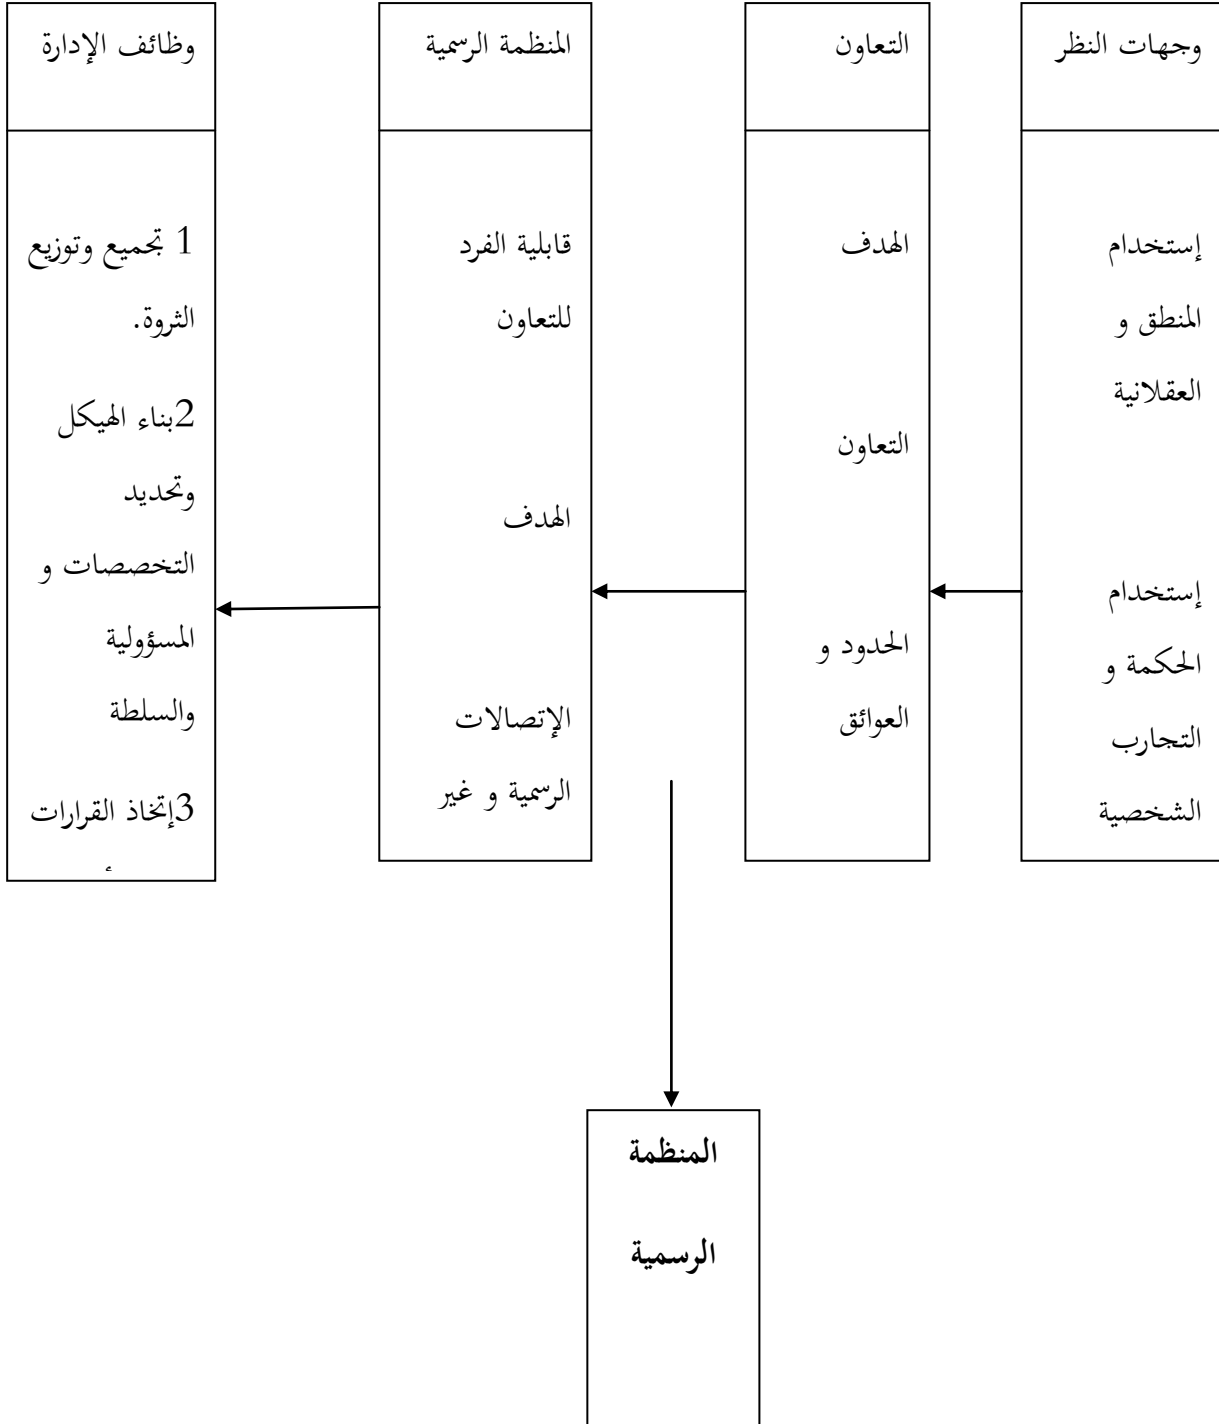 وجهات النظر
إستخدام
المنطق و
العقلانية
إستخدام
الحكمة و
التجارب
الشخصية
التعاون
الهدف
التعاون
الحدود و
العوائق
المنظمة الرسمية
قابلية الفرد
للتعاون
الهدف
الإتصالات
الرسمية و غير
وظائف الإدارة
1 تجميع وتوزيع
الثروة.
2بناء الهيكل
وتحديد
التخصصات و
المسؤولية
والسلطة
3إتخاذ القرارات
المنظمة
الرسمية